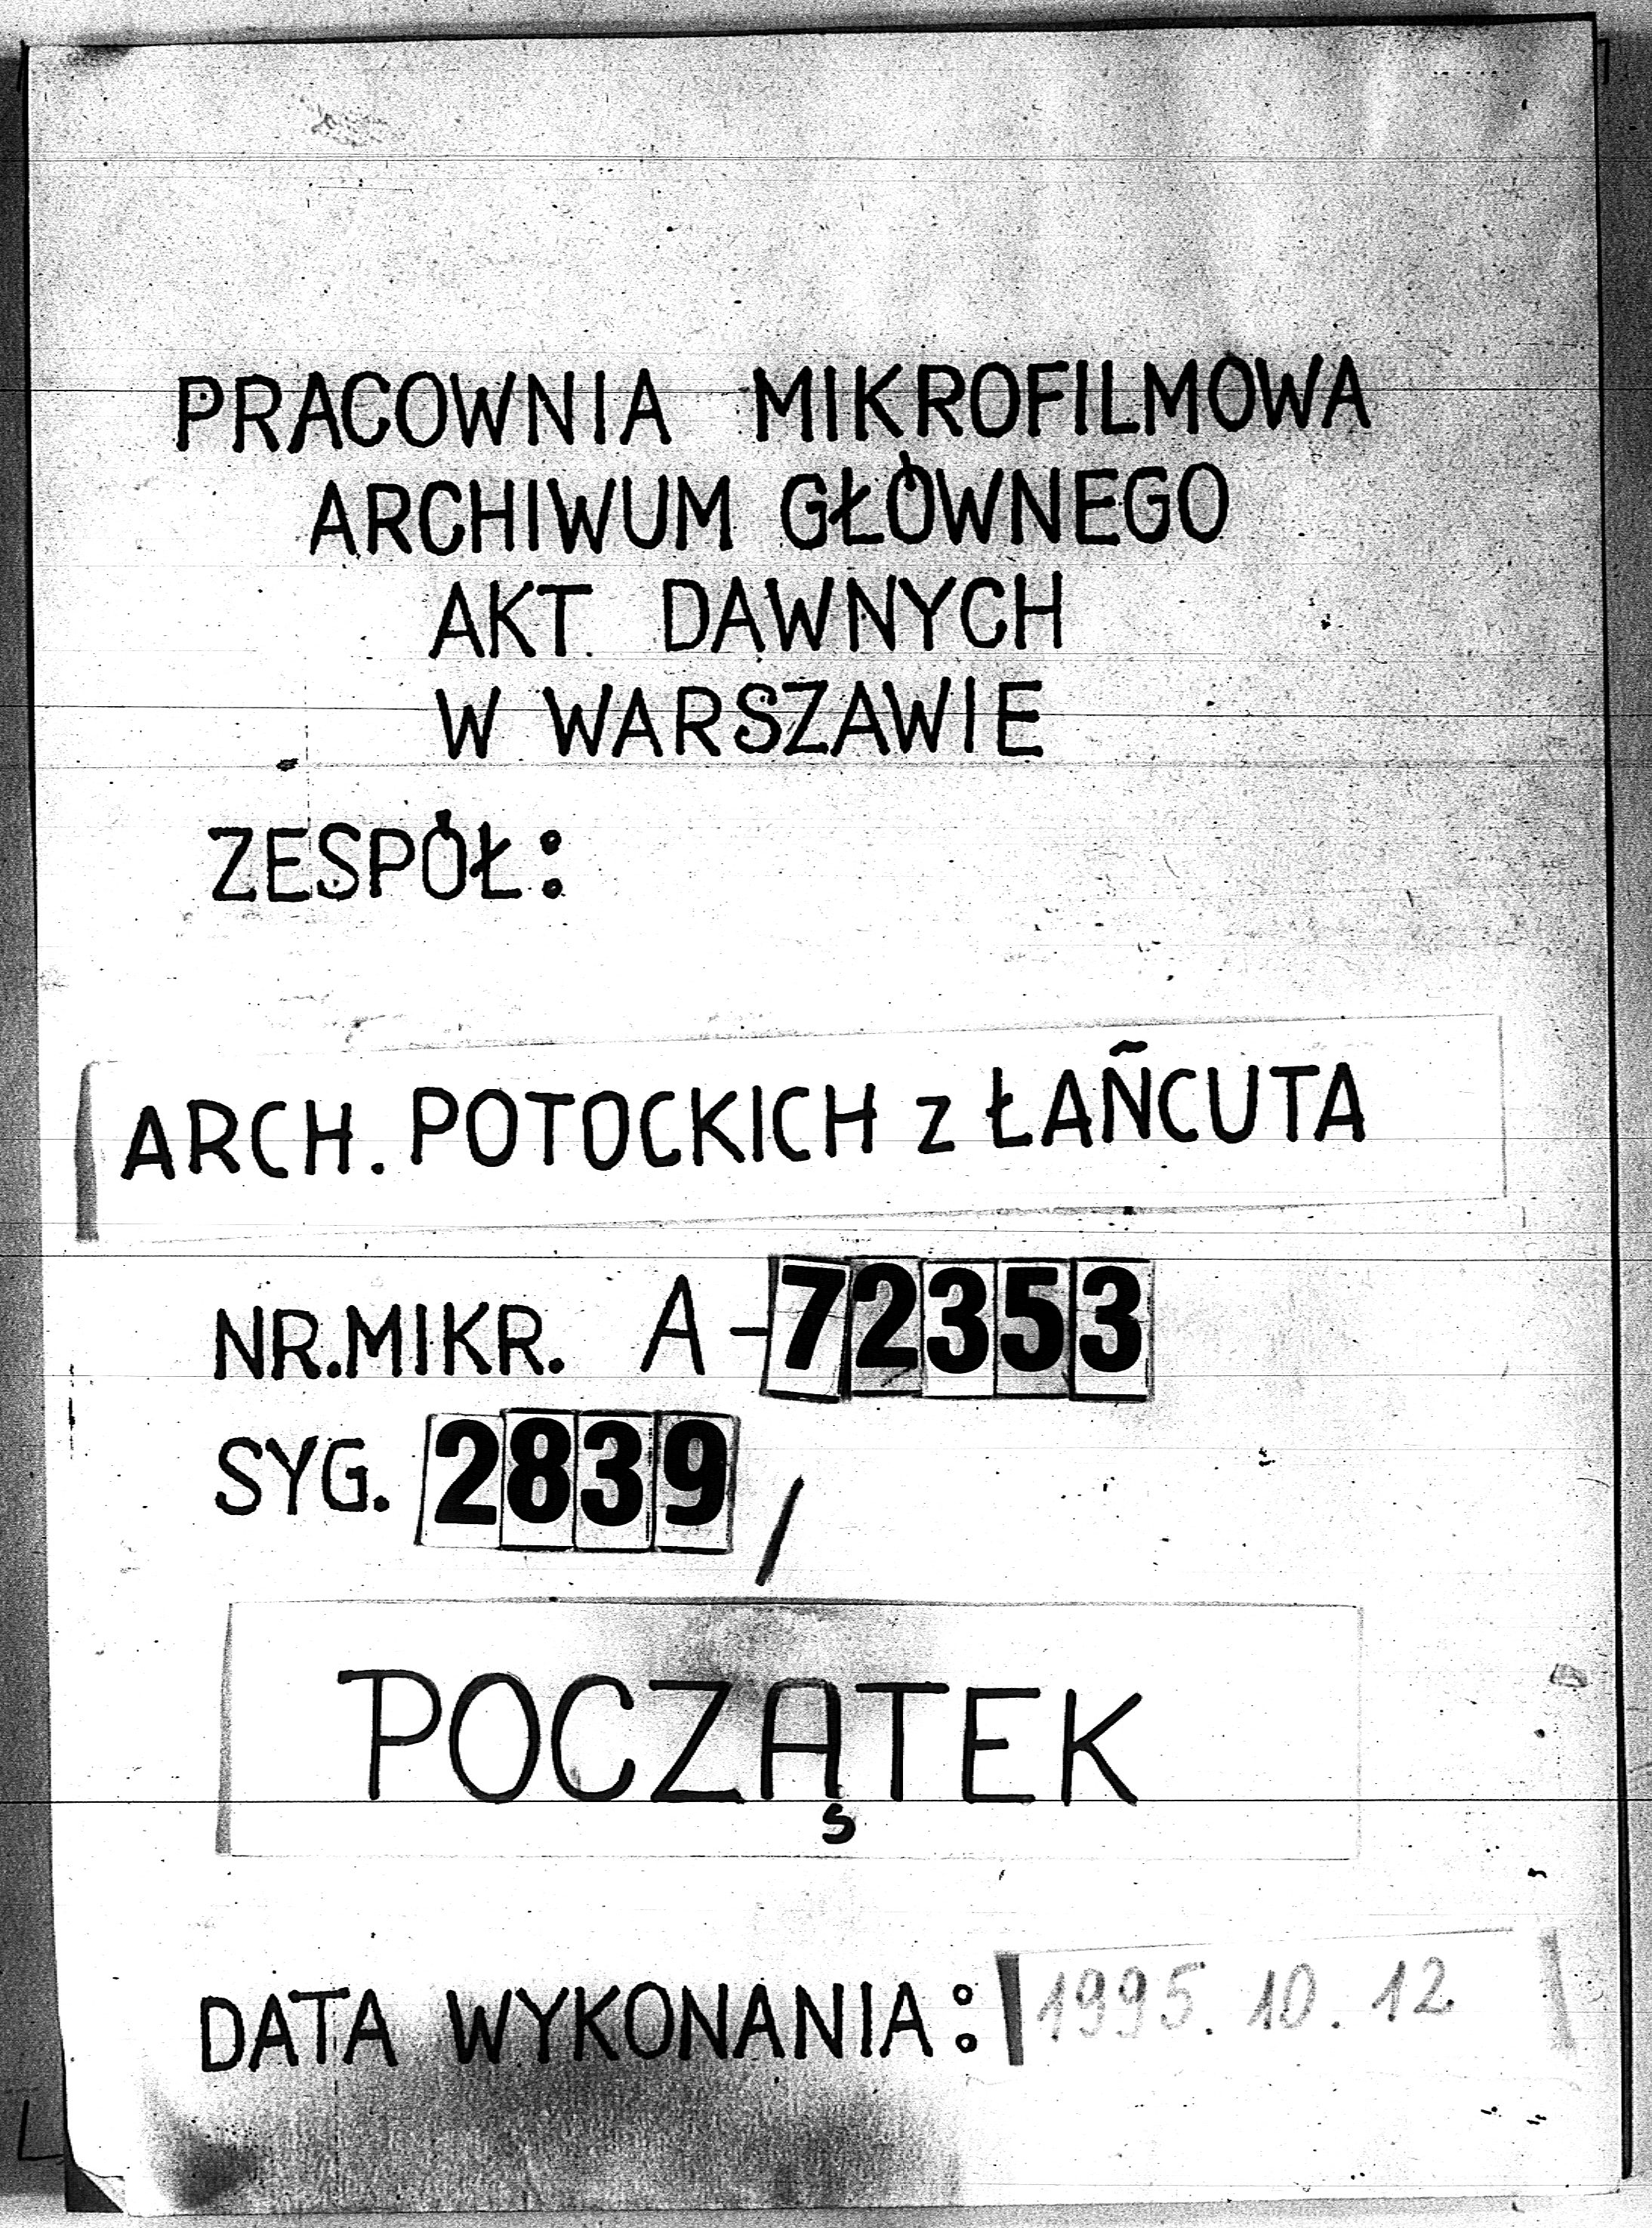 PRACOWNIA MIKROFILMOWA
ARCHIWUM GŁÓWNEGO
AKT DAWNYCH
W WARSZAWIE
ZESPÓŁ:
ARCH. POTOCKICH z ŁAŃCUTA
NR.MIKR. A-72353
SYG. 2839/
POCZĄTEK
DATA WYKONANIA: 1995.10.12